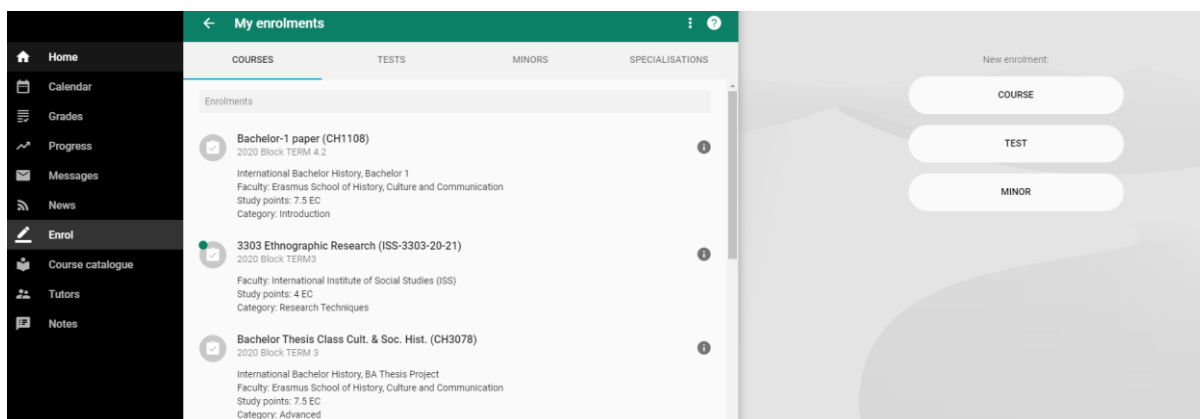 My enrolments
Home
Calendar
Grades
Progress
Messages
News
Enrol
Course catalogue
Tutors
Notes
COURSES TESTS MINORS SPECIALISATIONS
Enrolments
Bachelor-1 paper (CH1108)
2020 Block TERM 4.2
International Bachelor History, Bachelor 1
Faculty: Erasmus School of History, Culture and Communication
Study points: 7.5 EC
Category: Introduction
3303 Ethnographic Research (ISS-3303-20-21)
2020 Block TERM3
Faculty: International Institute of Social Studies (ISS)
Study points: 4 EC
Category: Research Techniques
Bachelor Thesis Class Cult. & Soc. Hist. (CH3078)
2020 Block TERM 3
International Bachelor History, BA Thesis Project
Faculty: Erasmus School of History, Culture and Communication
Study points: 7.5 EC
Category: Advanced
New enrolment:
COURSE
TEST
MINOR